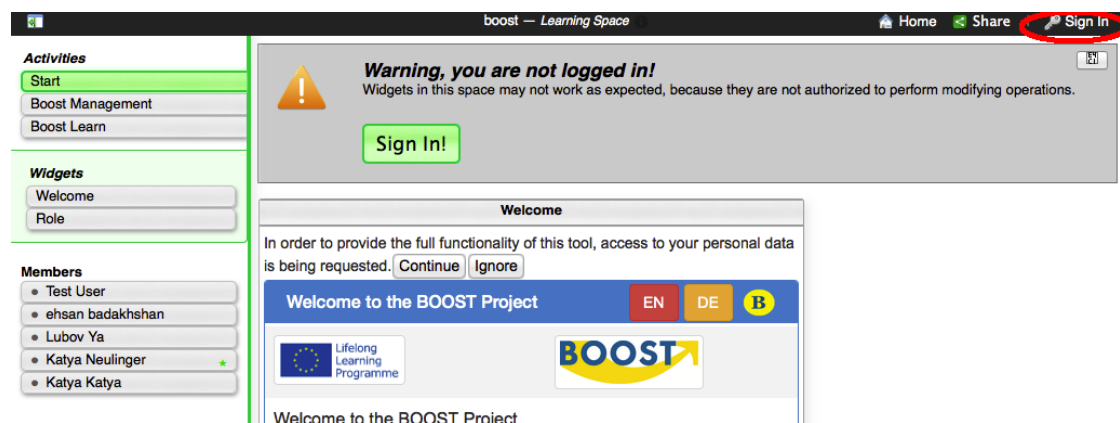 boost — Learning Space
Home
Share
Sign In
Activities
Start
Boost Management
Boost Learn
Widgets
Welcome
Role
Members
Test User
ehsan badakhshan
Lubov Ya
Katya Neulinger
Katya Katya
Warning, you are not logged in!
Widgets in this space may not work as expected, because they are not authorized to perform modifying operations.
Sign In!
Welcome
In order to provide the full functionality of this tool, access to your personal data
is being requested. Continue Ignore
Welcome to the BOOST Project
EN
DE
B
Lifelong
Learning
Programme
BOOST
Welcome to the BOOST Project